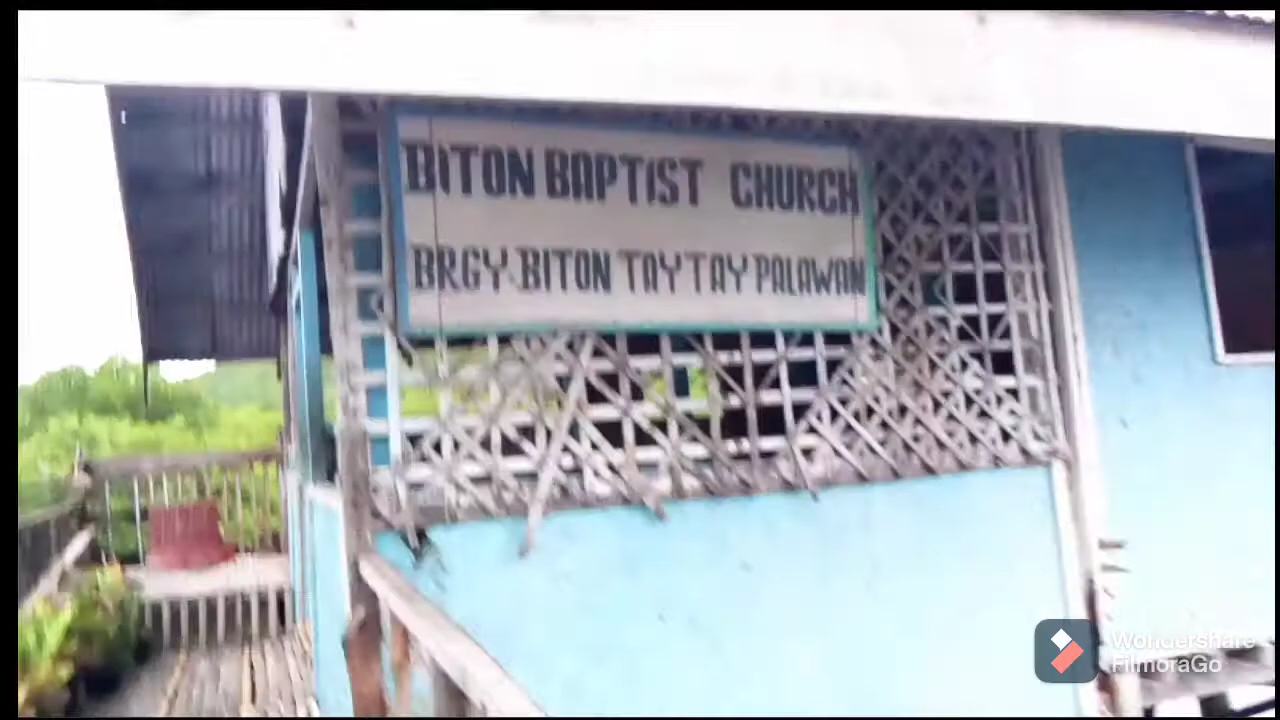 BITON BAPTIST CHURCH
BRGY. BITON TAYTAY PALAWAN
Wondershare
FilmoraGo